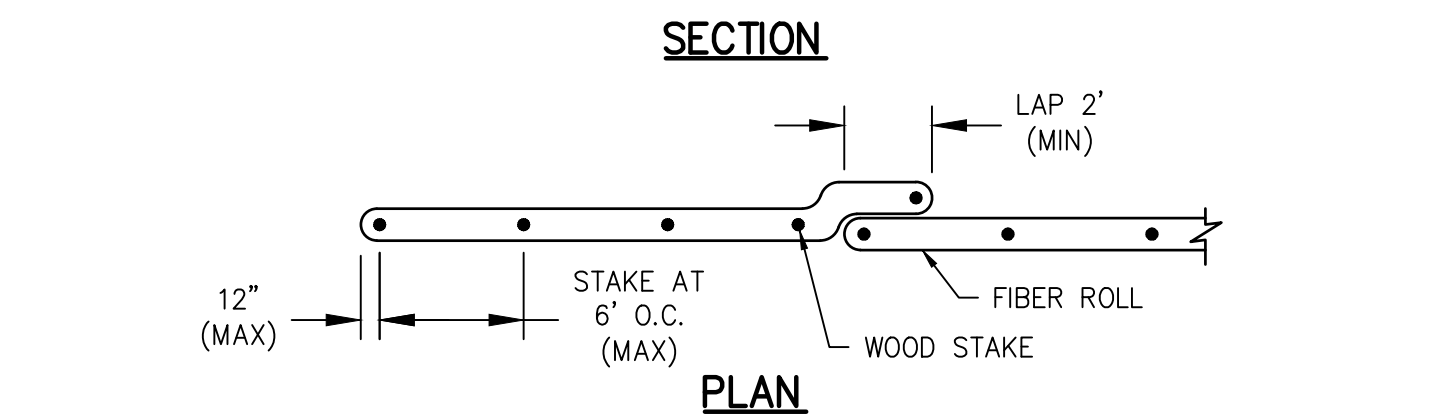 SECTION
LAP 2'
(MIN)
12"
(MAX)
STAKE AT
6' O.C.
(MAX)
FIBER ROLL
WOOD STAKE
PLAN